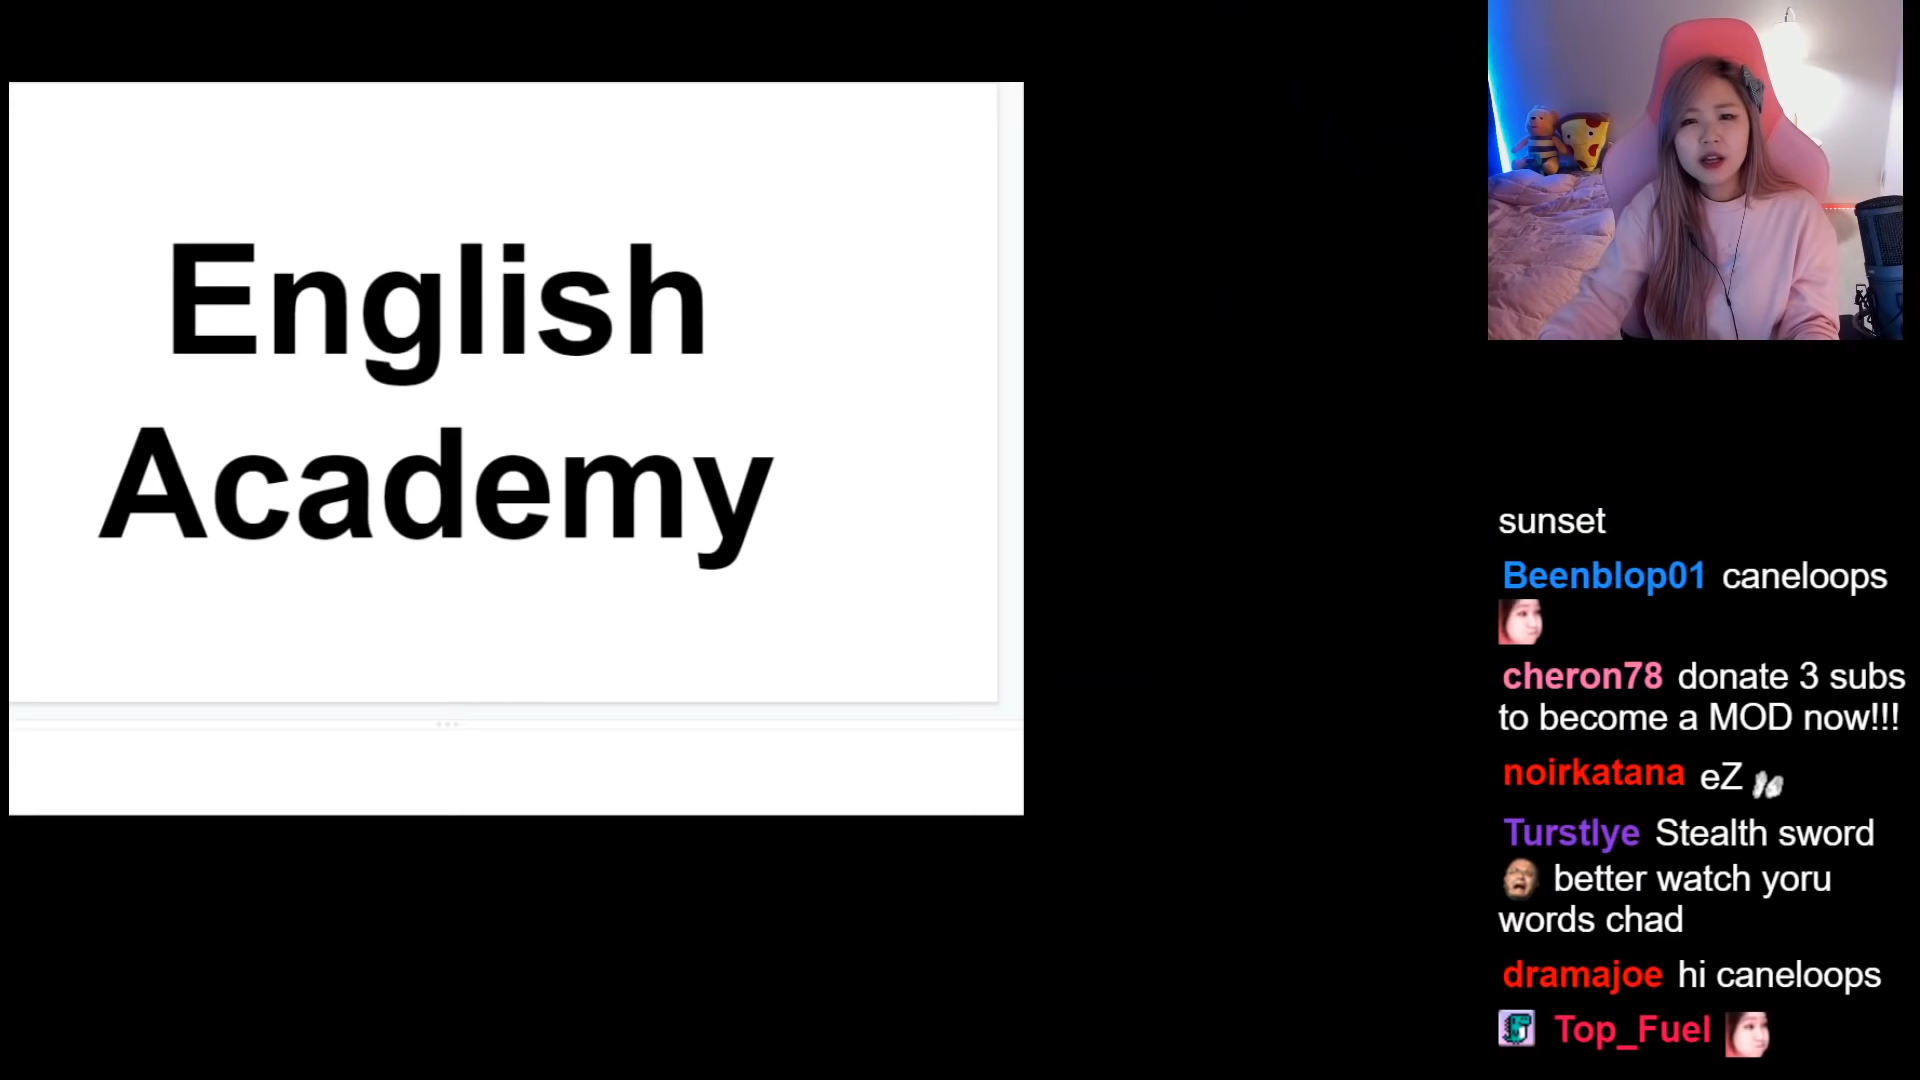 English
Academy
sunset
Beenblop01 caneloops
cheron78 donate 3 subs
to become a MOD now!!!
noirkatana eZ
Turstlye Stealth sword
better watch yoru
words chad
dramajoe hi caneloops
Top_Fuel